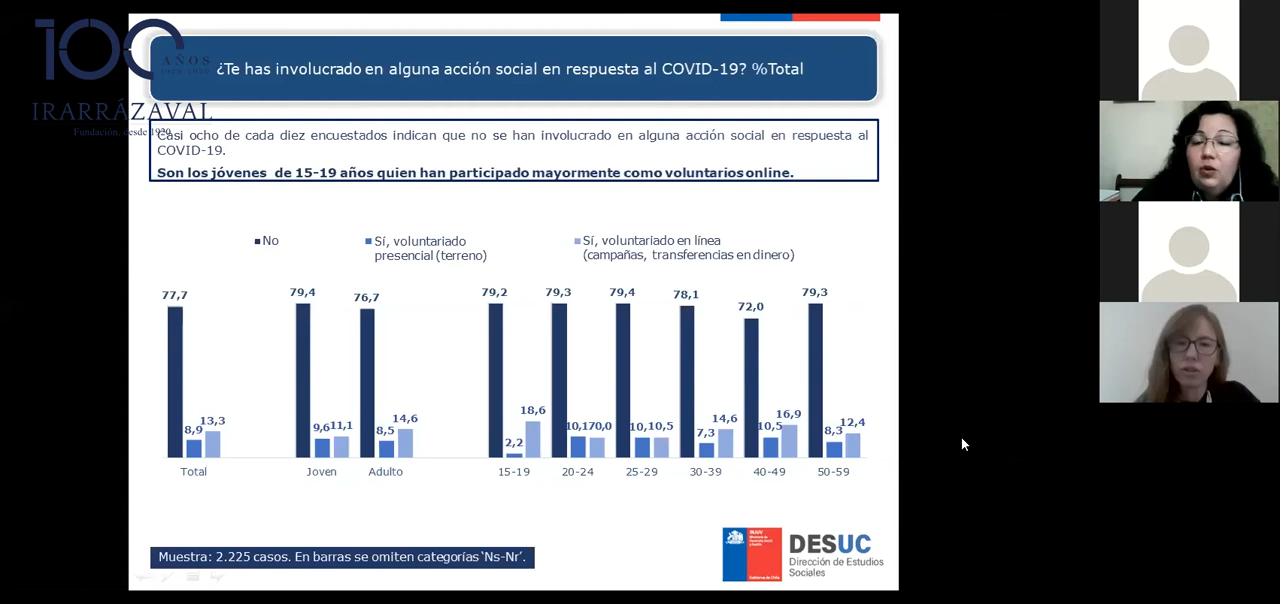 100
AÑOS
1920-2020
IRARRÁZAVAL
Fundación, desde 1920
¿Te has involucrado en alguna acción social en respuesta al COVID-19? %Total
Casi ocho de cada diez encuestados indican que no se han involucrado en alguna acción social en respuesta al
COVID-19.
Son los jóvenes de 15-19 años quien han participado mayormente como voluntarios online.
No
Sí, voluntariado
presencial (terreno)
Sí, voluntariado en línea
(campañas, transferencias en dinero)
77,7 8,9 13,3
79,4 9,6 11,1
76,7 8,5 14,6
79,2 2,2 18,6
79,3 10,1
79,4 10,5
78,1 7,3 14,6
72,0 10,5 16,9
79,3 8,3 12,4
Total Joven Adulto 15-19 20-24 25-29 30-39 40-49 50-59
Muestra: 2.225 casos. En barras se omiten categorías ‘Ns-Nr’.
INJUV
Gobierno de Chile
DESUC
Dirección de Estudios
Sociales